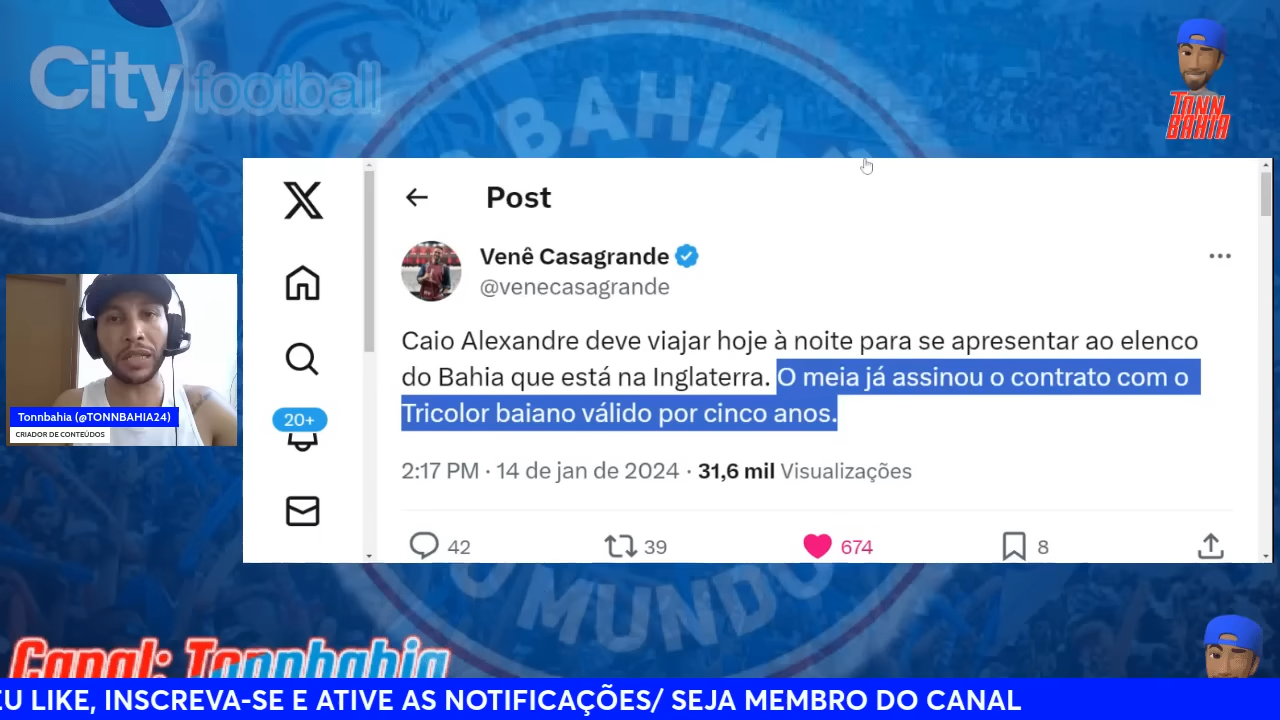 City football
BAHIA
TONN
BAHIA
Post
Venê Casagrande
@venecasagrande
Caio Alexandre deve viajar hoje à noite para se apresentar ao elenco
do Bahia que está na Inglaterra. O meia já assinou o contrato com o
Tricolor baiano válido por cinco anos.
2:17 PM · 14 de jan de 2024 · 31,6 mil Visualizações
20+
42 39 674 8
Tonnbahia (@TONNBAHIA24)
CRIADOR DE CONTEÚDOS
O MUNDO
Canal: Tonnbahia
EU LIKE, INSCREVA-SE E ATIVE AS NOTIFICAÇÕES/ SEJA MEMBRO DO CANAL